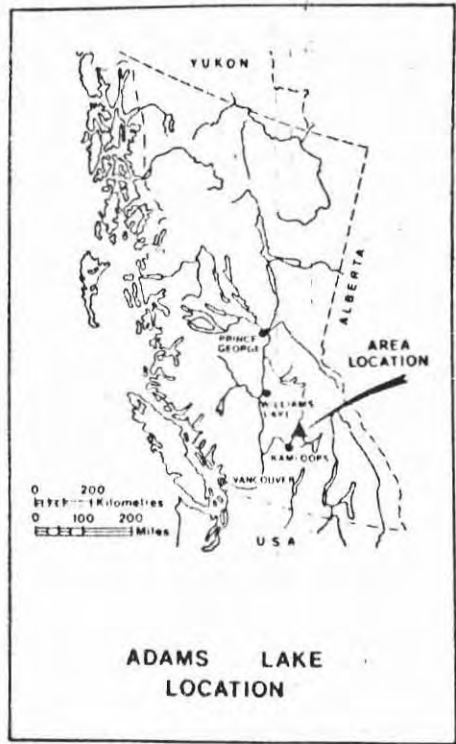 YUKON
ALBERTA
PRINCE
GEORGE
AREA
LOCATION
WILLIAMS
LAKE
KAMLOOPS
VANCOUVER
0 200
Kilometres
0 100 200
Miles
USA
ADAMS LAKE
LOCATION